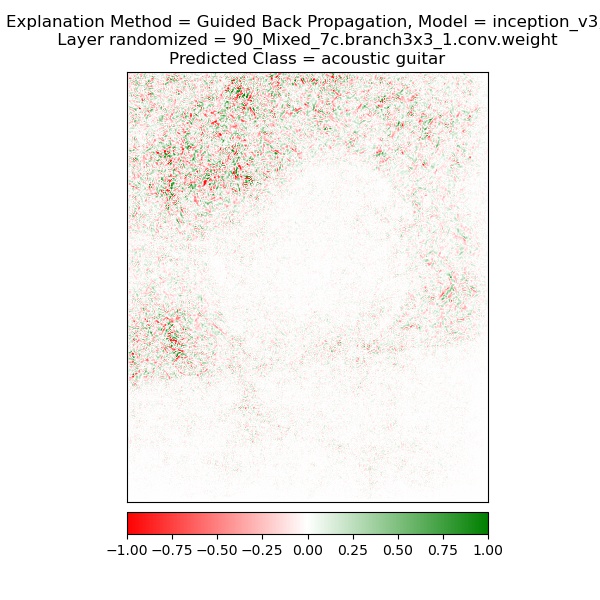 Explanation Method = Guided Back Propagation, Model = inception_v3
Layer randomized = 90_Mixed_7c.branch3x3_1.conv.weight
Predicted Class = acoustic guitar
−1.00 −0.75 −0.50 −0.25 0.00 0.25 0.50 0.75 1.00